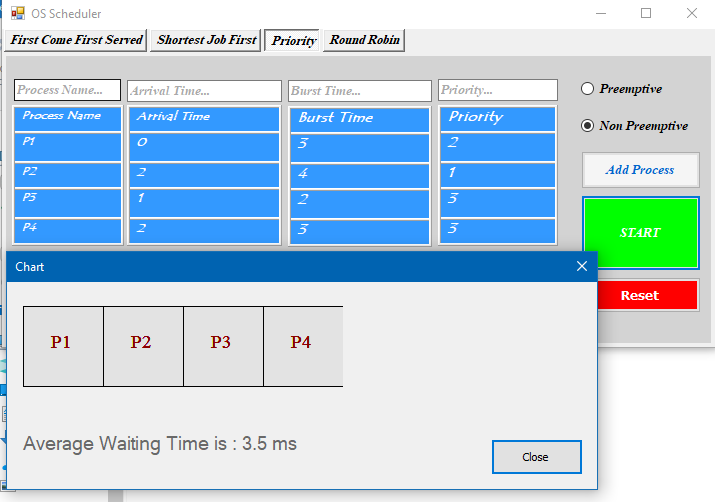 OS Scheduler
First Come First Served Shortest Job First Priority Round Robin
Process Name... Arrival Time... Burst Time... Priority...
Preemptive
Non Preemptive
Process Name Arrival Time Burst Time Priority
P1 0 3 2
P2 2 4 1
P3 1 2 3
P4 2 3 3
Add Process
START
Reset
Chart
P1 P2 P3 P4
Average Waiting Time is : 3.5 ms
Close